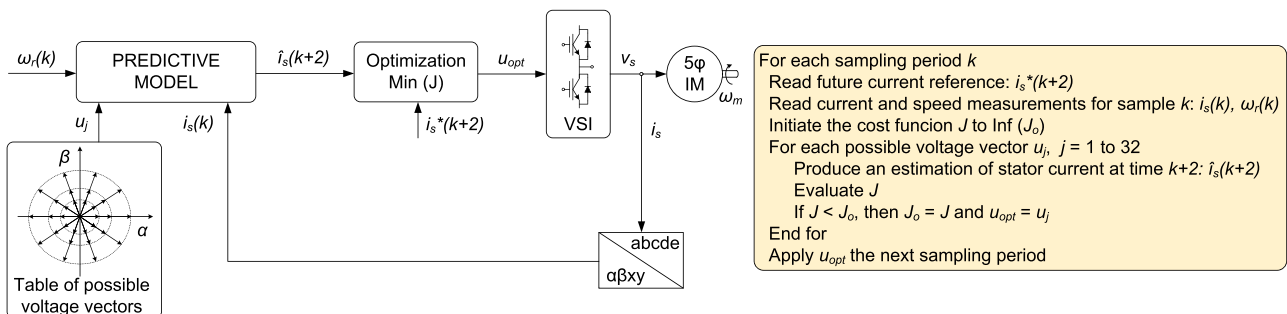 ωr(k)
PREDICTIVE
MODEL
îs(k+2)
Optimization
Min (J)
uopt
VSI
vs
5φ
IM
ωm
uj
is(k)
is*(k+2)
is
β
α
Table of possible
voltage vectors
abcde
αβxy
For each sampling period k
Read future current reference: is*(k+2)
Read current and speed measurements for sample k: is(k), ωr(k)
Initiate the cost funcion J to Inf (Jo)
For each possible voltage vector uj, j = 1 to 32
Produce an estimation of stator current at time k+2: îs(k+2)
Evaluate J
If J < Jo, then Jo = J and uopt = uj
End for
Apply uopt the next sampling period